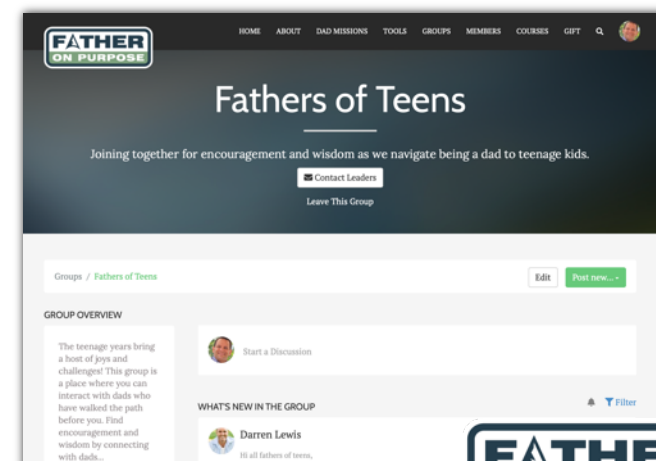 FATHER
ON PURPOSE
HOME ABOUT DAD MISSIONS TOOLS GROUPS MEMBERS COURSES GIFT
Fathers of Teens
Joining together for encouragement and wisdom as we navigate being a dad to teenage kids.
Contact Leaders
Leave This Group
Groups / Fathers of Teens
Edit
Post new...
GROUP OVERVIEW
The teenage years bring
a host of joys and
challenges! This group is
a place where you can
interact with dads who
have walked the path
before you. Find
encouragement and
wisdom by connecting
with dads...
Start a Discussion
WHAT'S NEW IN THE GROUP
Filter
Darren Lewis
Hi all fathers of teens,
FATHE